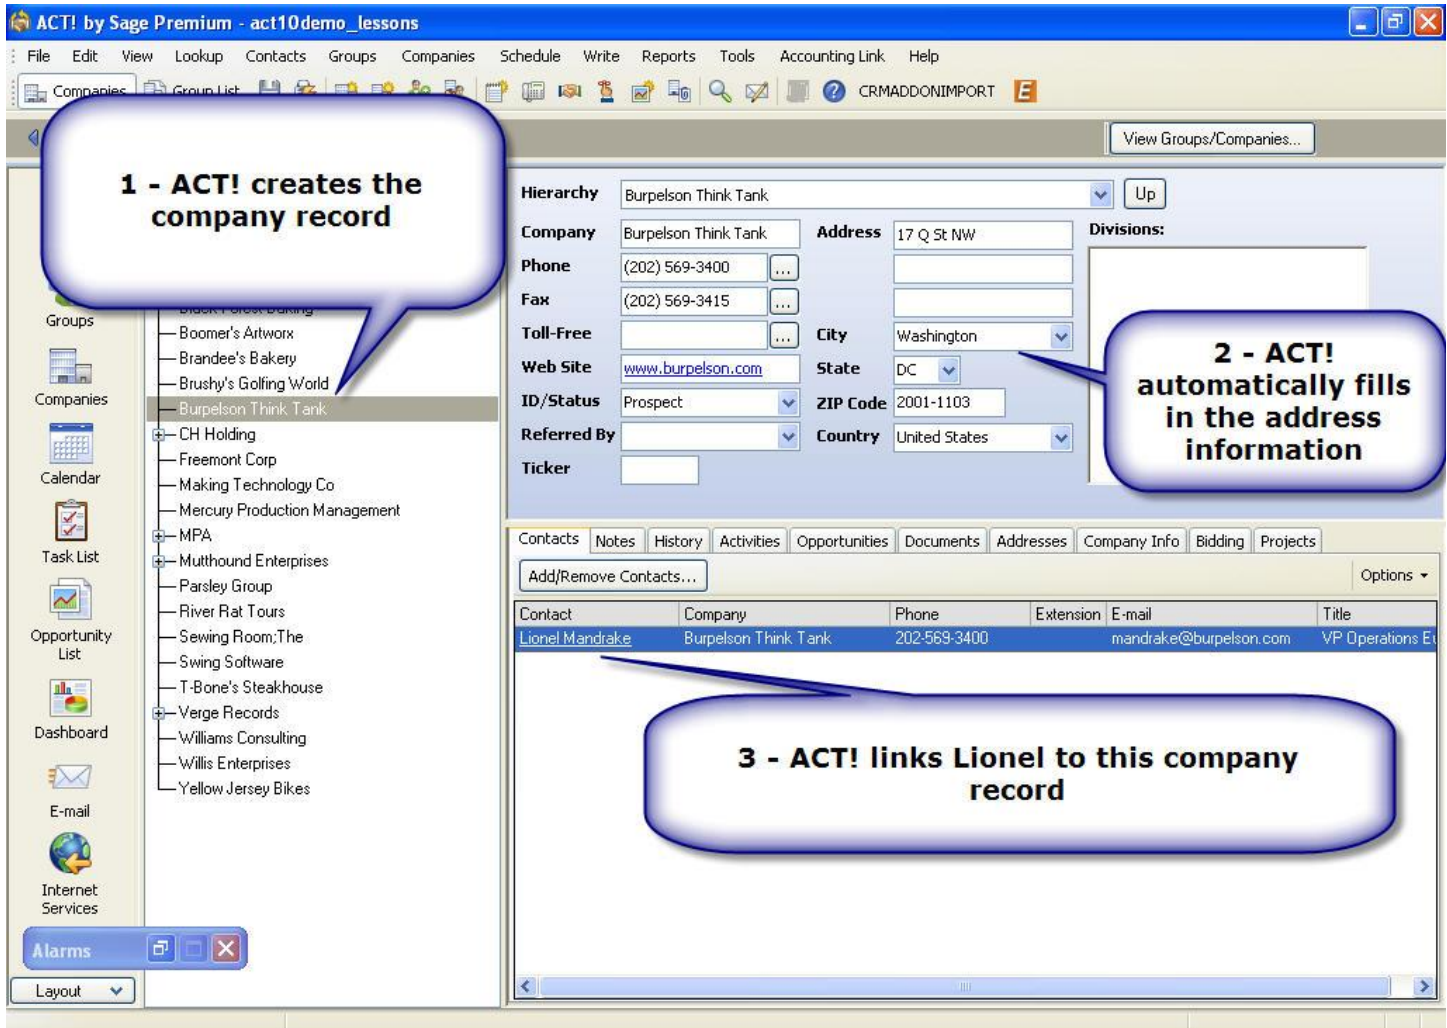 ACT! by Sage Premium - act10demo_lessons
File Edit View Lookup Contacts Groups Companies Schedule Write Reports Tools Accounting Link Help
Companies Group List CRMADDONIMPORT
View Groups/Companies...
1 - ACT! creates the
company record
Groups
Companies
Calendar
Task List
Opportunity
List
Dashboard
E-mail
Internet
Services
Alarms
Layout
Black Forest Baking
Boomer's Artworx
Brandee's Bakery
Brushy's Golfing World
Burpelson Think Tank
CH Holding
Freemont Corp
Making Technology Co
Mercury Production Management
MPA
Mutthound Enterprises
Parsley Group
River Rat Tours
Sewing Room;The
Swing Software
T-Bone's Steakhouse
Verge Records
Williams Consulting
Willis Enterprises
Yellow Jersey Bikes
Hierarchy Burpelson Think Tank Up
Company Burpelson Think Tank Address 17 Q St NW Divisions:
Phone (202) 569-3400 ...
Fax (202) 569-3415 ...
Toll-Free ... City Washington
Web Site www.burpelson.com State DC
ID/Status Prospect ZIP Code 2001-1103
Referred By Country United States
Ticker
2 - ACT!
automatically fills
in the address
information
Contacts Notes History Activities Opportunities Documents Addresses Company Info Bidding Projects
Add/Remove Contacts... Options
Contact Company Phone Extension E-mail Title
Lionel Mandrake Burpelson Think Tank 202-569-3400 mandrake@burpelson.com VP Operations
3 - ACT! links Lionel to this company
record